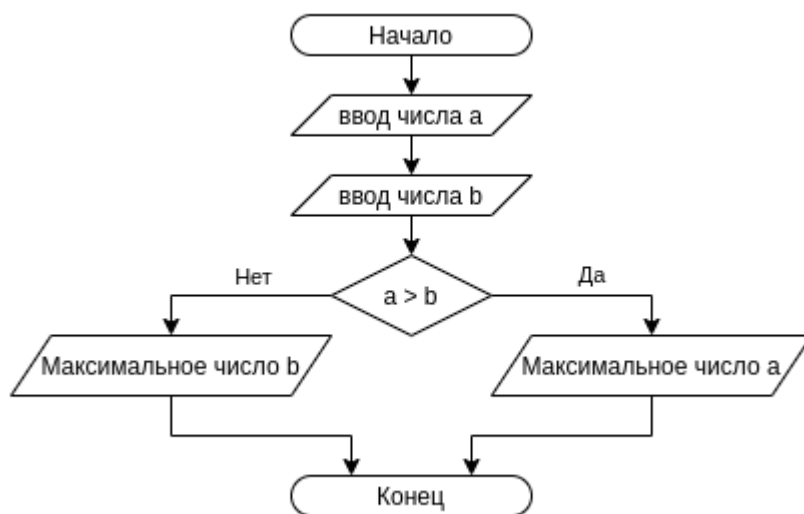 Начало
ввод числа a
ввод числа b
a > b
Нет
Да
Максимальное число b
Максимальное число a
Конец